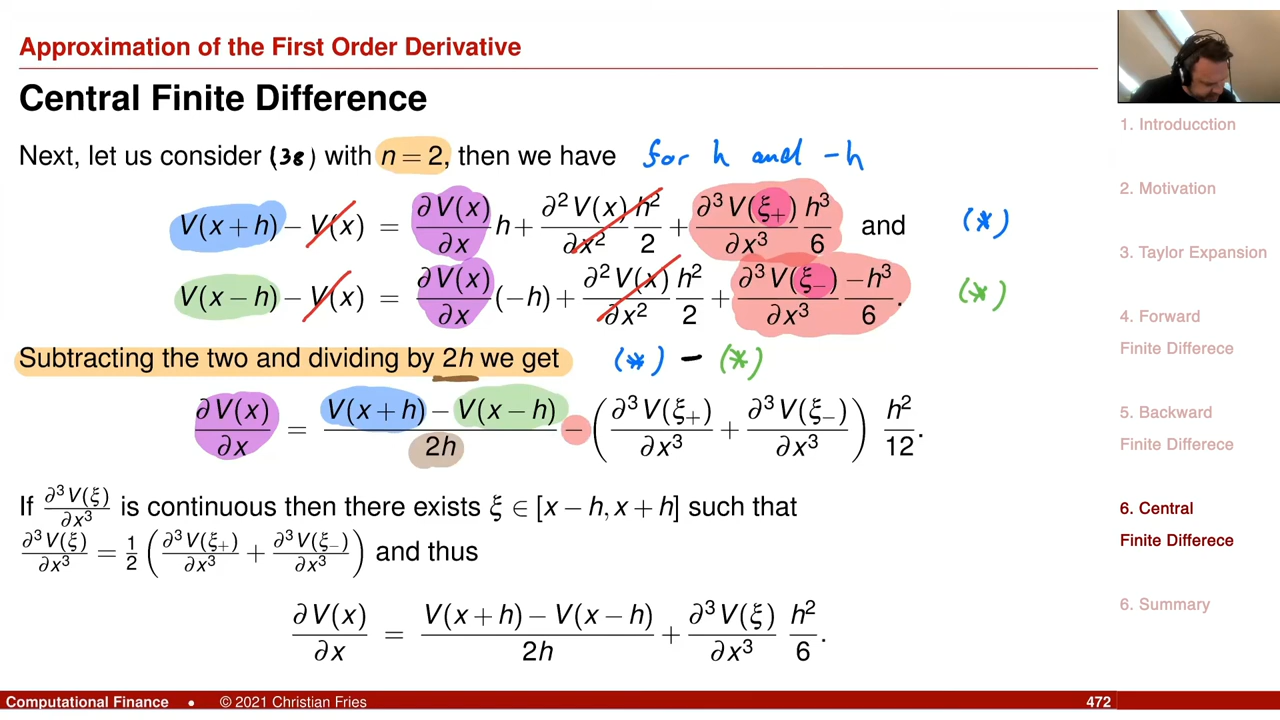 Approximation of the First Order Derivative
Central Finite Difference
Next, let us consider (38) with n = 2, then we have for h and -h
V(x + h) − V(x) = ∂V(x)/∂x h + ∂²V(x)/∂x² h²/2 + ∂³V(ξ₊)/∂x³ h³/6 and (*)
V(x − h) − V(x) = ∂V(x)/∂x (−h) + ∂²V(x)/∂x² h²/2 + ∂³V(ξ₋)/∂x³ −h³/6. (*)
Subtracting the two and dividing by 2h we get (*) − (*)
∂V(x)/∂x = V(x + h) − V(x − h)/2h − (∂³V(ξ₊)/∂x³ + ∂³V(ξ₋)/∂x³) h²/12.
If ∂³V(ξ)/∂x³ is continuous then there exists ξ ∈ [x − h, x + h] such that
∂³V(ξ)/∂x³ = 1/2 (∂³V(ξ₊)/∂x³ + ∂³V(ξ₋)/∂x³) and thus
∂V(x)/∂x = V(x + h) − V(x − h)/2h + ∂³V(ξ)/∂x³ h²/6.
1. Introducction
2. Motivation
3. Taylor Expansion
4. Forward
Finite Differece
5. Backward
Finite Differece
6. Central
Finite Differece
6. Summary
Computational Finance • © 2021 Christian Fries 472